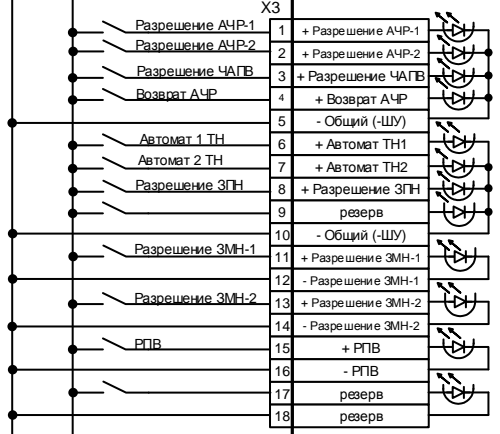 X3
Разрешение АЧР-1 1 + Разрешение АЧР-1
Разрешение АЧР-2 2 + Разрешение АЧР-2
Разрешение ЧАПВ 3 + Разрешение ЧАПВ
Возврат АЧР 4 + Возврат АЧР
5 - Общий (-ШУ)
Автомат 1 ТН 6 + Автомат ТН1
Автомат 2 ТН 7 + Автомат ТН2
Разрешение ЗПН 8 + Разрешение ЗПН
9 резерв
10 - Общий (-ШУ)
Разрешение ЗМН-1 11 + Разрешение ЗМН-1
12 - Разрешение ЗМН-1
Разрешение ЗМН-2 13 + Разрешение ЗМН-2
14 - Разрешение ЗМН-2
РПВ 15 + РПВ
16 - РПВ
17 резерв
18 резерв